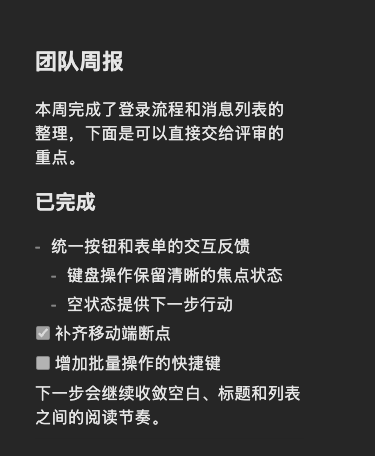 团队周报
本周完成了登录流程和消息列表的
整理，下面是可以直接交给评审的
重点。
已完成
- 统一按钮和表单的交互反馈
- 键盘操作保留清晰的焦点状态
- 空状态提供下一步行动
☑ 补齐移动端断点
☐ 增加批量操作的快捷键
下一步会继续收敛空白、标题和列表
之间的阅读节奏。